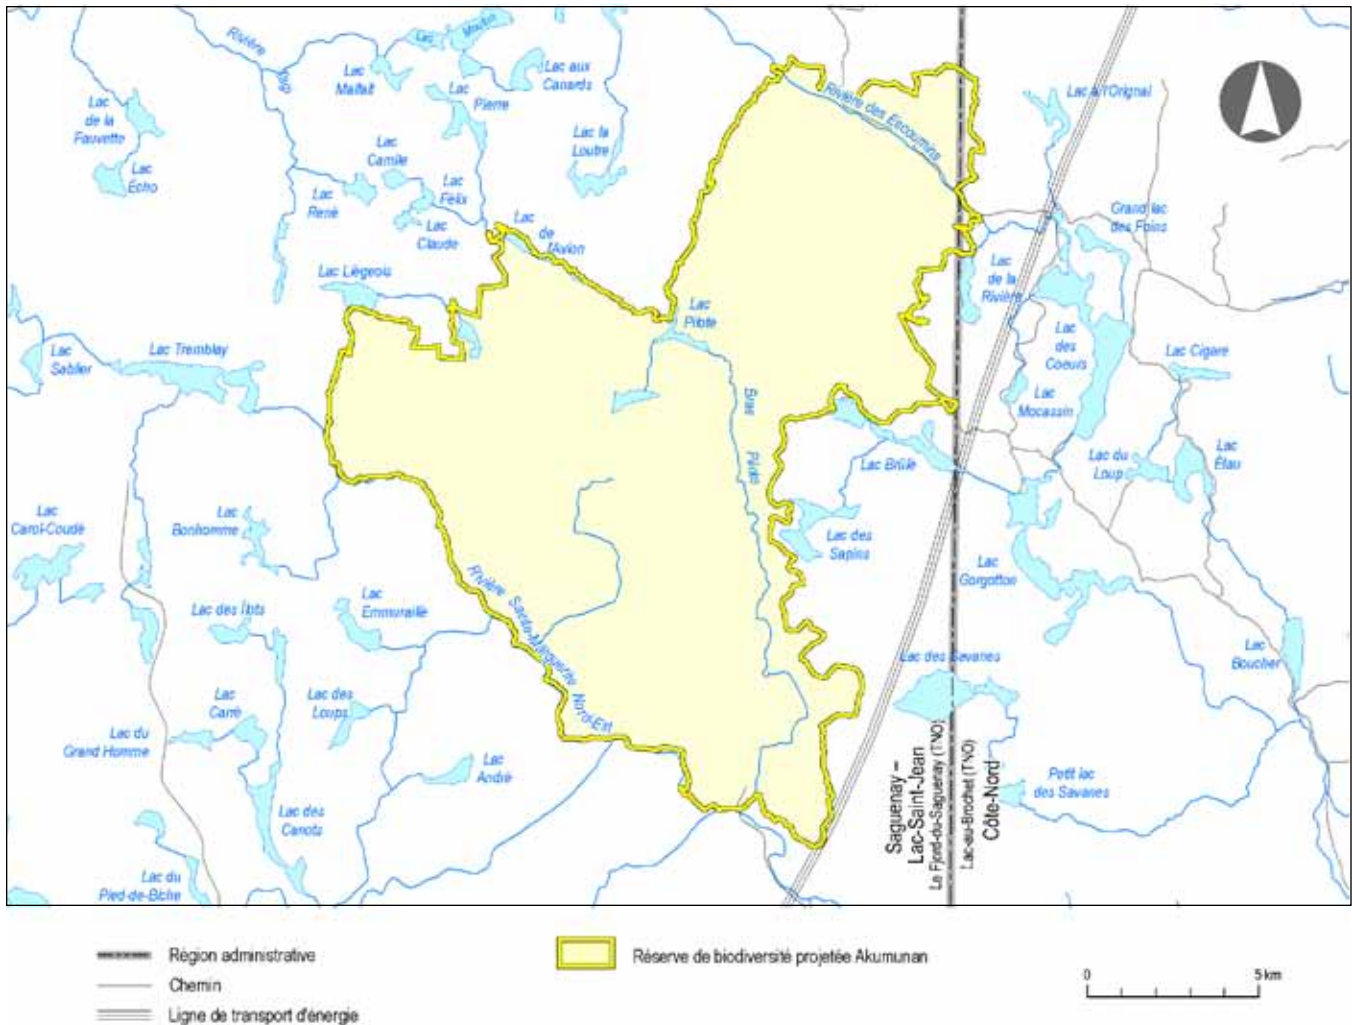 Rivière
Lac
Moulin
Lac
Malfait
Lac aux
Canards
Lac
Pierre
Lac
de la
Fauvette
Lac
Écho
Lac la
Loutre
Lac
Camile
Lac
René
Lac
Félix
Lac
Claude
Lac
de
l'Avion
Rivière des Escoumins
Lac à l'Orignal
Grand lac
des Foins
Lac
de la
Rivière
Lac Liégeois
Lac
Pilote
Lac
Sablier
Lac Tremblay
Lac
des
Coeurs
Lac Cigare
Lac
Mocassin
Bras
Lac Brûlé
Lac du
Loup
Lac
Élau
Lac
Carol-Coudé
Lac
Bonhomme
Lac des
Sapins
Lac
Gorgotton
Lac des Îlots
Lac
Emmuraillé
Rivière Sainte-Marguerite Nord-Est
Lac des Savanes
Lac
Boucher
Lac
Carré
Lac des
Loups
Lac du
Grand Homme
Lac
André
Petit lac
des Savanes
Lac des
Canots
Lac du
Pied-de-Biche
Saguenay –
Lac-Saint-Jean
Le Fjord-du-Saguenay (TNO)
Lac-au-Brochet (TNO)
Côte-Nord
Région administrative
Chemin
Ligne de transport d'énergie
Réserve de biodiversité projetée Akumunan
0
5 km